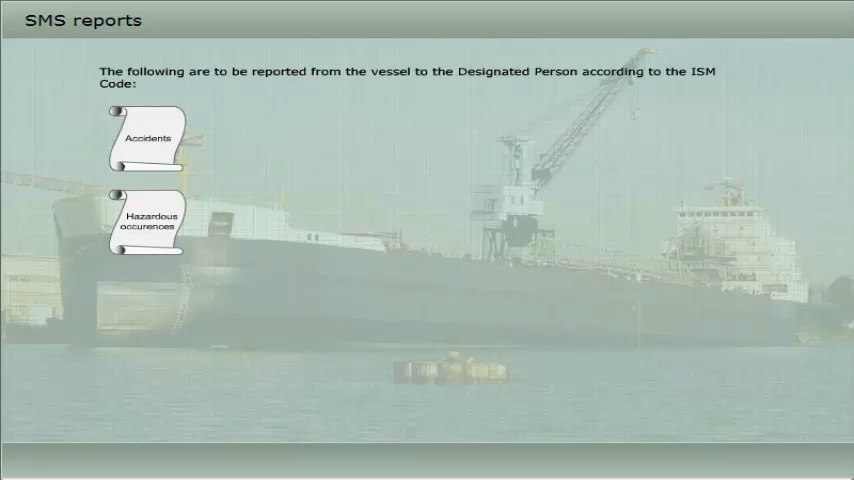 SMS reports
The following are to be reported from the vessel to the Designated Person according to the ISM
Code:
Accidents
Hazardous
occurences